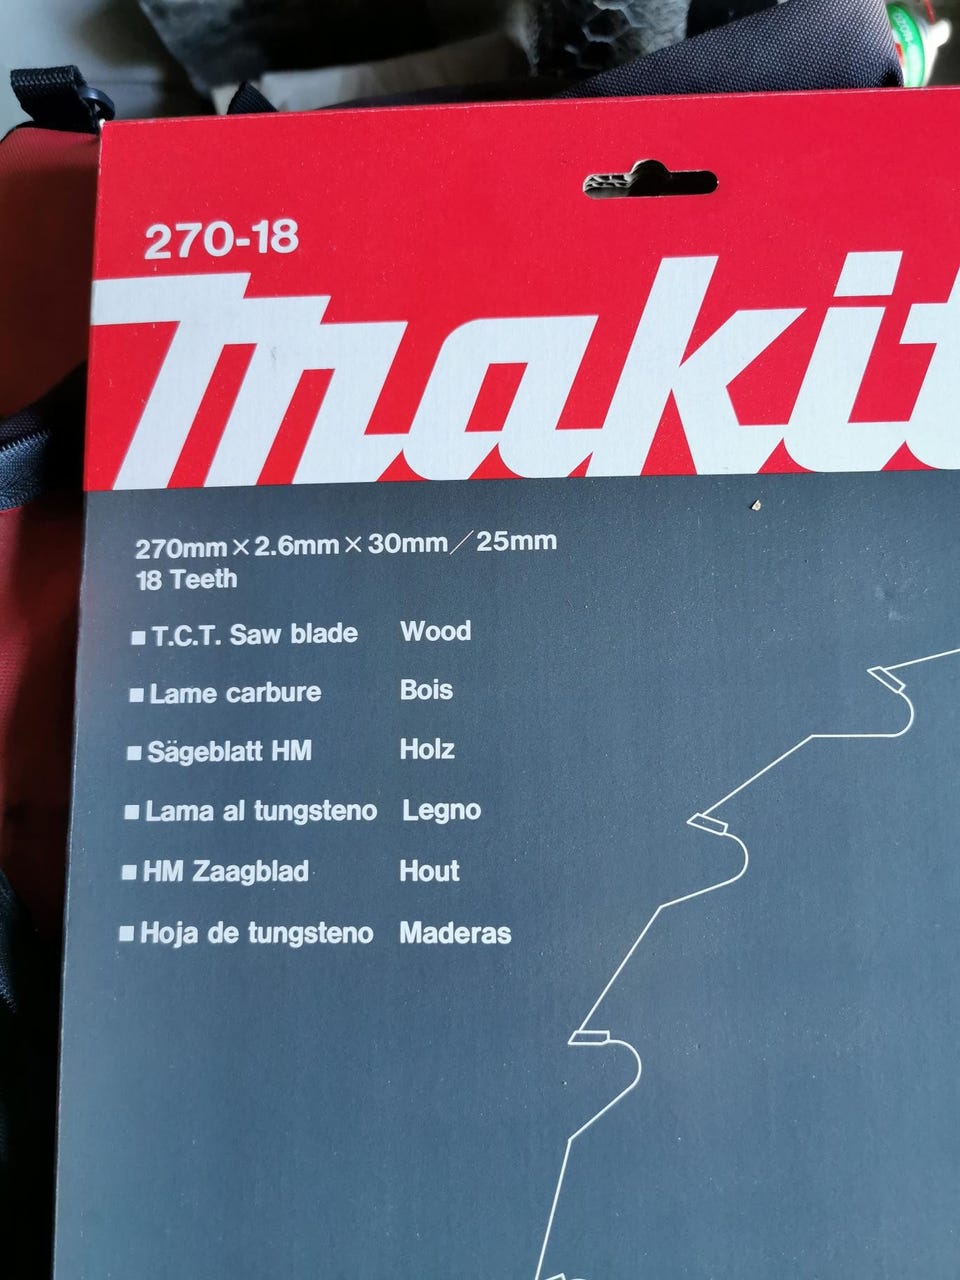 270-18
Makit
270mm×2.6mm×30mm/25mm
18 Teeth
■ T.C.T. Saw blade Wood
■ Lame carbure Bois
■ Sägeblatt HM Holz
■ Lama al tungsteno Legno
■ HM Zaagblad Hout
■ Hoja de tungsteno Maderas